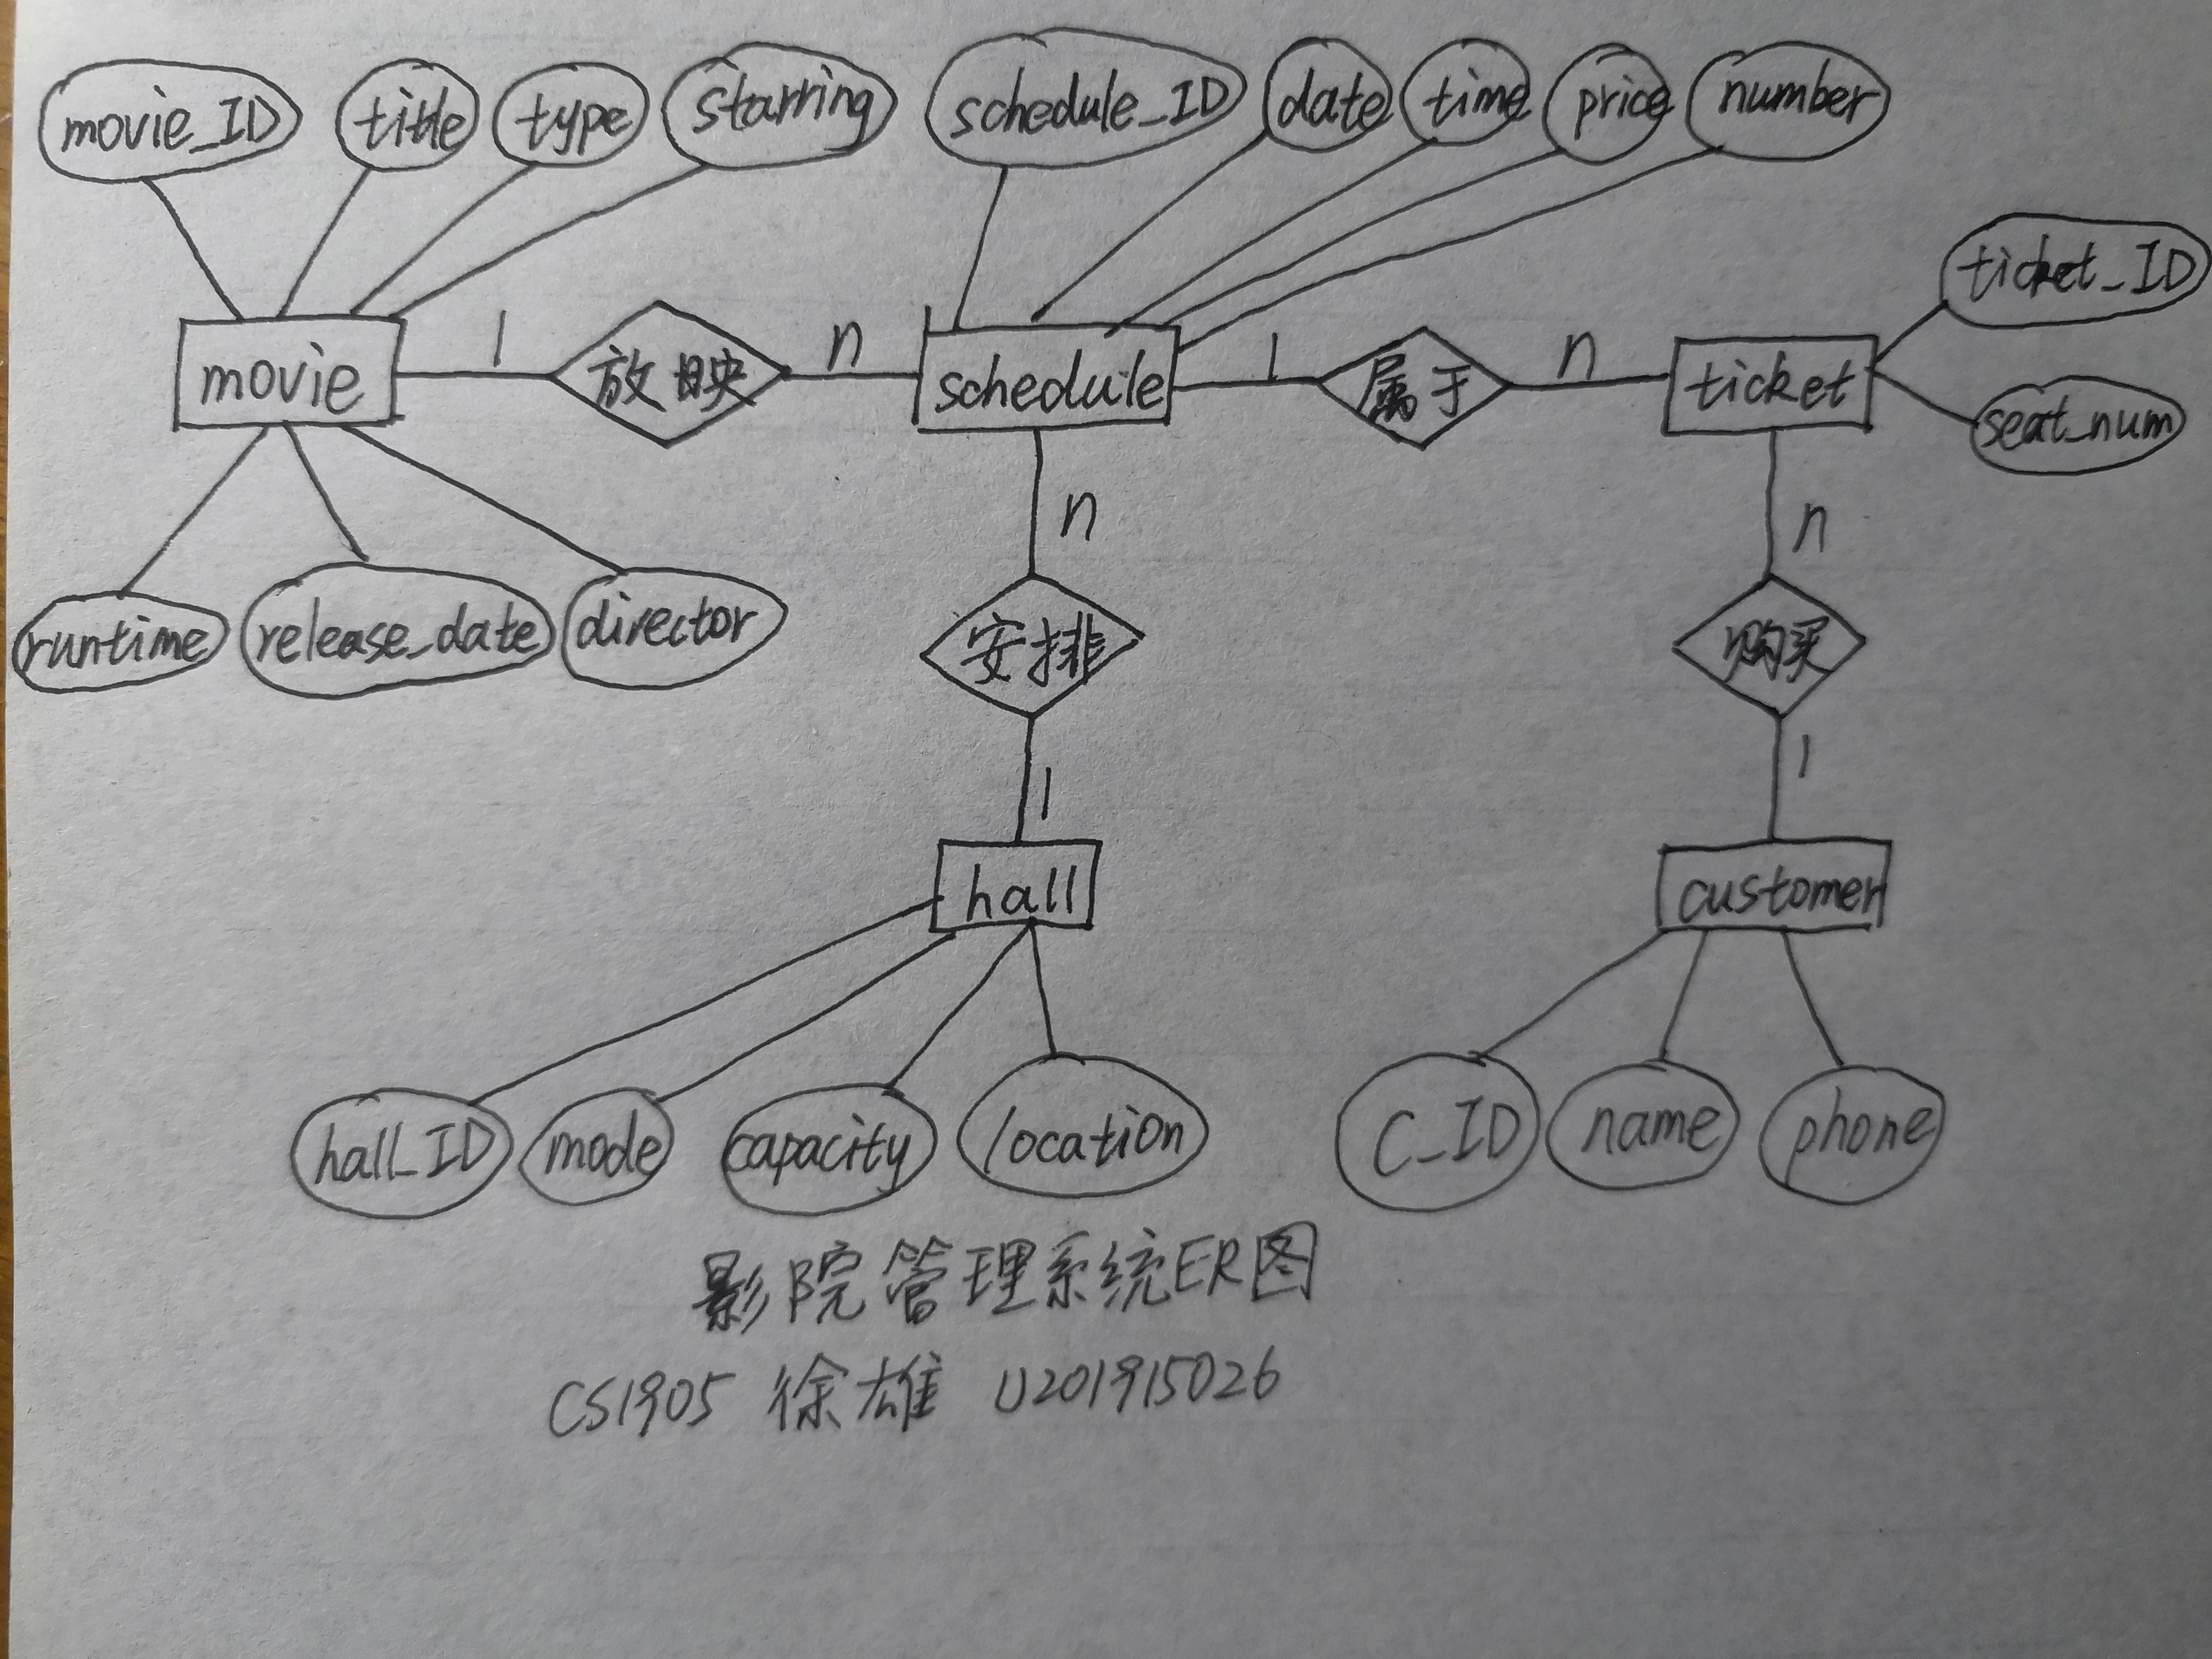 movie_ID title type starring schedule_ID date time price number
ticket_ID
movie 1 放映 n schedule 1 属于 n ticket
seat_num
n n
runtime release_date director 安排 购买
1 1
hall customer
hall_ID mode capacity location C_ID name phone
影院管理系统ER图
CS1905 徐雄 U201915026